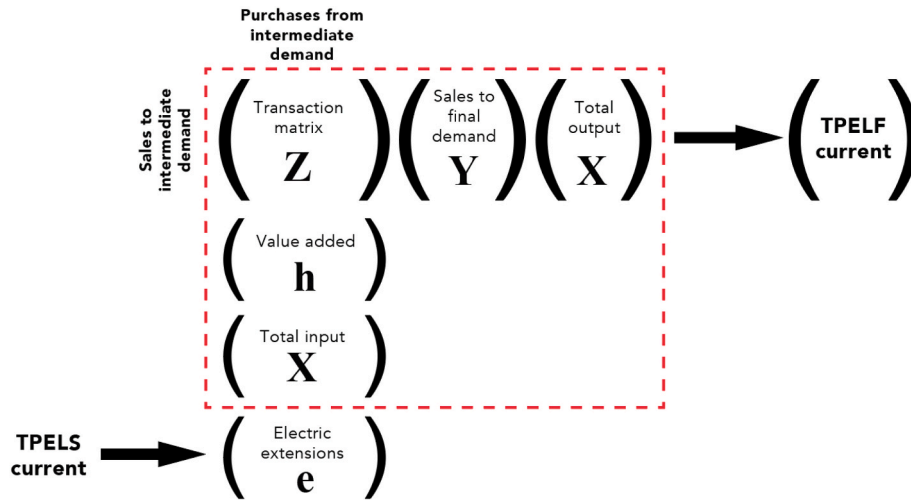 Purchases from
intermediate
demand
Sales to
intermediate
demand
Transaction
matrix
Z
Sales to
final
demand
Y
Total
output
X
TPELF
current
Value added
h
Total input
X
TPELS
current
Electric
extensions
e